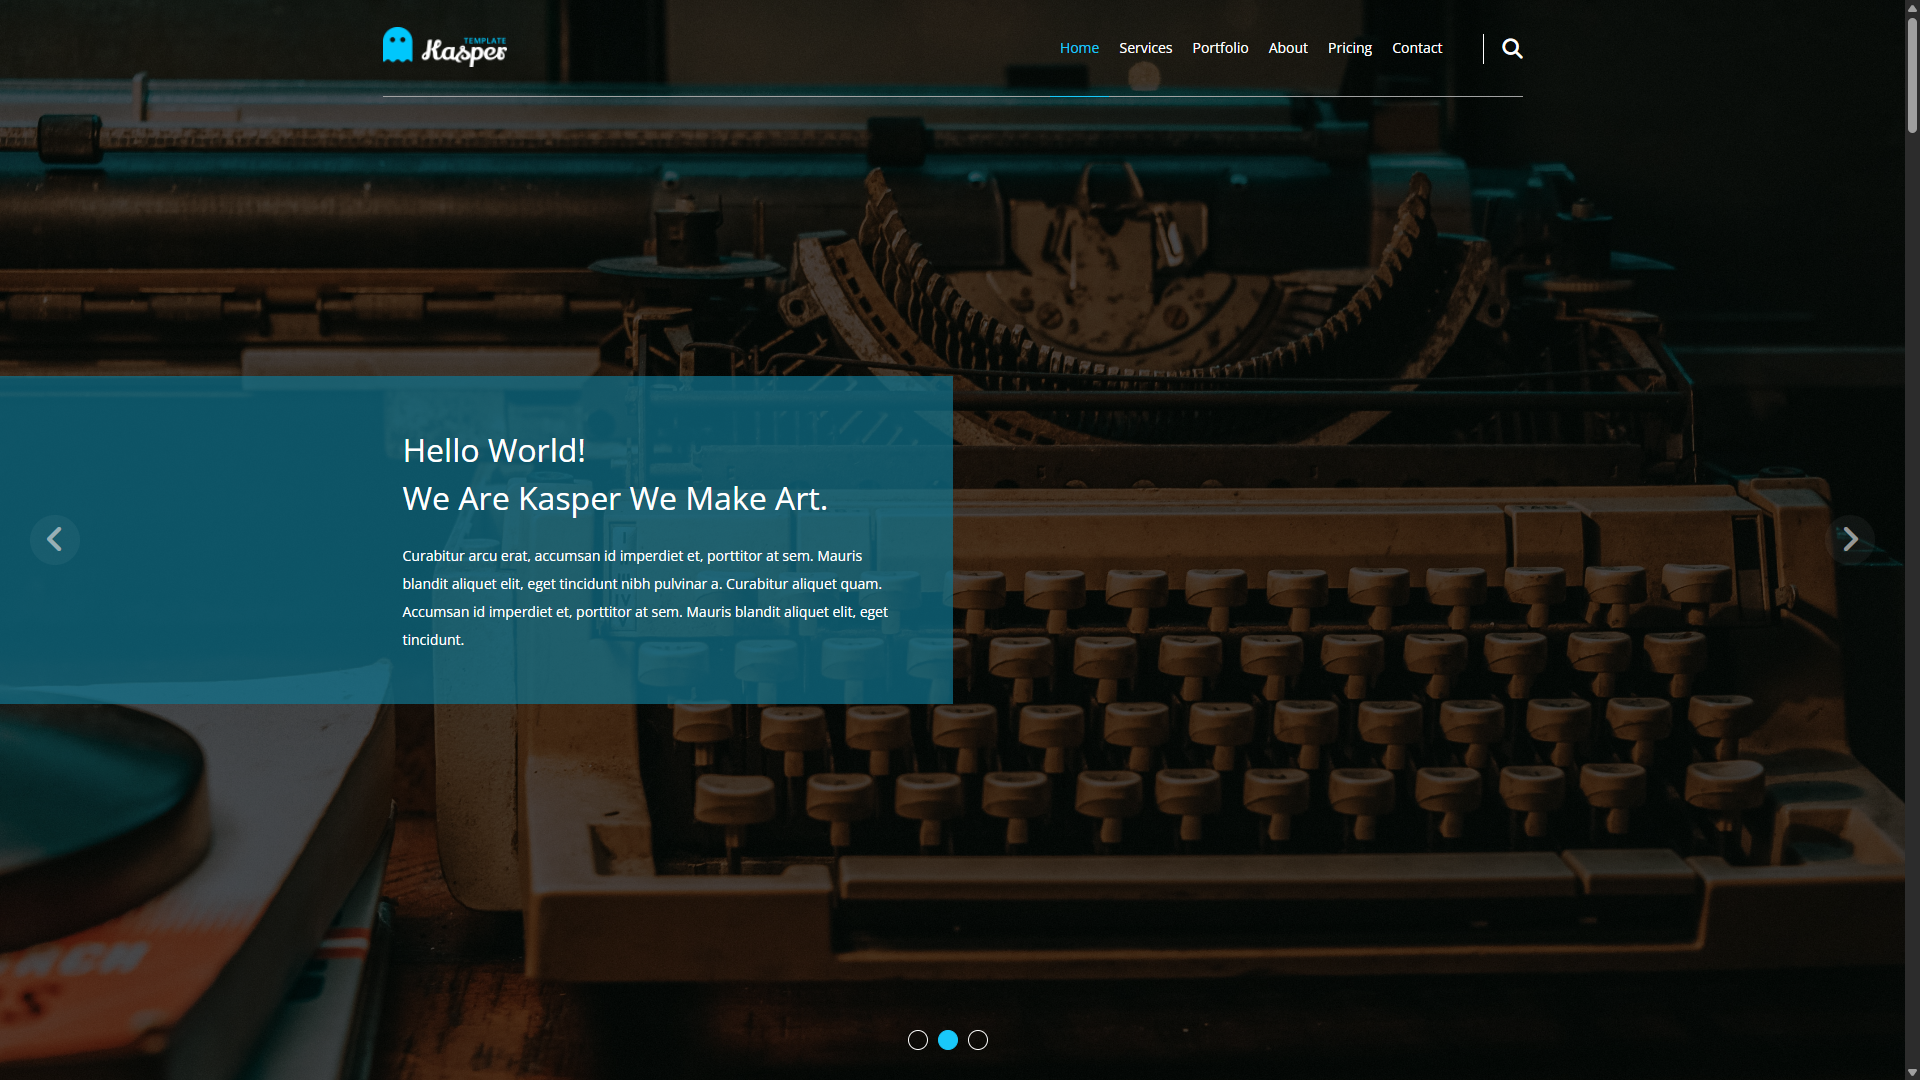 TEMPLATE
Kasper
Home Services Portfolio About Pricing Contact
Hello World!
We Are Kasper We Make Art.
Curabitur arcu erat, accumsan id imperdiet et, porttitor at sem. Mauris
blandit aliquet elit, eget tincidunt nibh pulvinar a. Curabitur aliquet quam.
Accumsan id imperdiet et, porttitor at sem. Mauris blandit aliquet elit, eget
tincidunt.